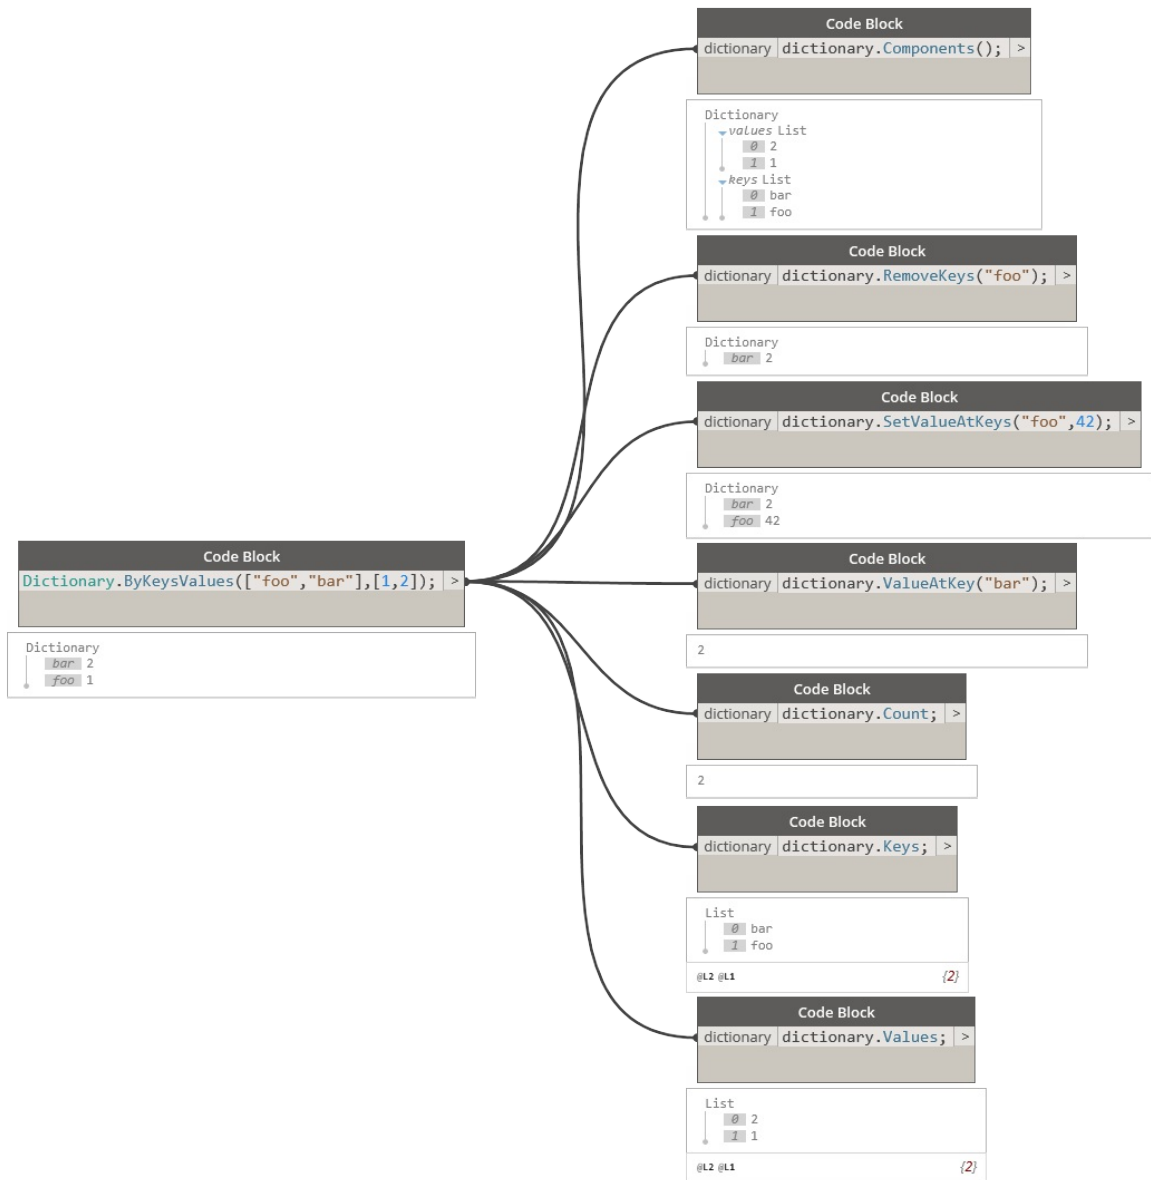 Code Block
dictionary dictionary.Components(); >
Dictionary
values List
0 2
1 1
keys List
0 bar
1 foo
Code Block
dictionary dictionary.RemoveKeys("foo"); >
Dictionary
bar 2
Code Block
dictionary dictionary.SetValueAtKeys("foo",42); >
Dictionary
bar 2
foo 42
Code Block
Dictionary.ByKeysValues(["foo","bar"],[1,2]); >
Dictionary
bar 2
foo 1
Code Block
dictionary dictionary.ValueAtKey("bar"); >
2
Code Block
dictionary dictionary.Count; >
2
Code Block
dictionary dictionary.Keys; >
List
0 bar
1 foo
@L2 @L1 {2}
Code Block
dictionary dictionary.Values; >
List
0 2
1 1
@L2 @L1 {2}